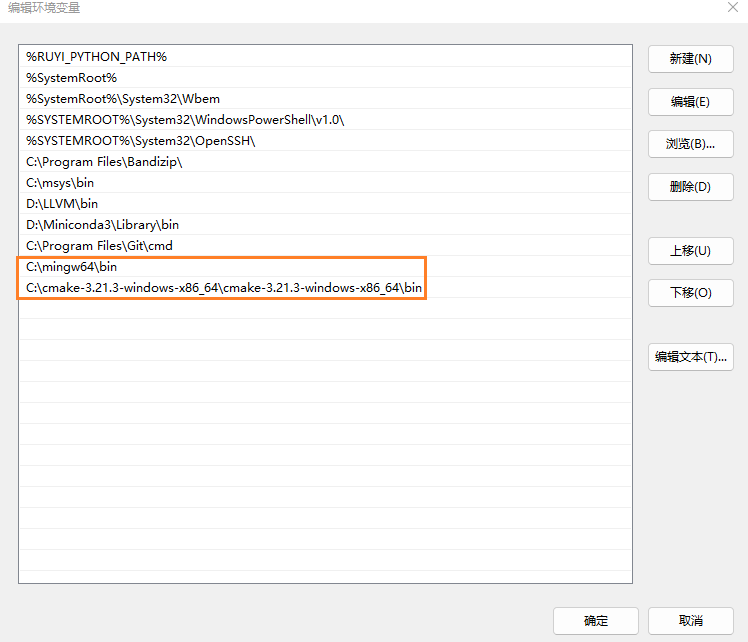 编辑环境变量
%RUYI_PYTHON_PATH%
%SystemRoot%
%SystemRoot%\System32\Wbem
%SYSTEMROOT%\System32\WindowsPowerShell\v1.0\
%SYSTEMROOT%\System32\OpenSSH\
C:\Program Files\Bandizip\
C:\msys\bin
D:\LLVM\bin
D:\Miniconda3\Library\bin
C:\Program Files\Git\cmd
C:\mingw64\bin
C:\cmake-3.21.3-windows-x86_64\cmake-3.21.3-windows-x86_64\bin
新建(N)
编辑(E)
浏览(B)...
删除(D)
上移(U)
下移(O)
编辑文本(T)...
确定
取消